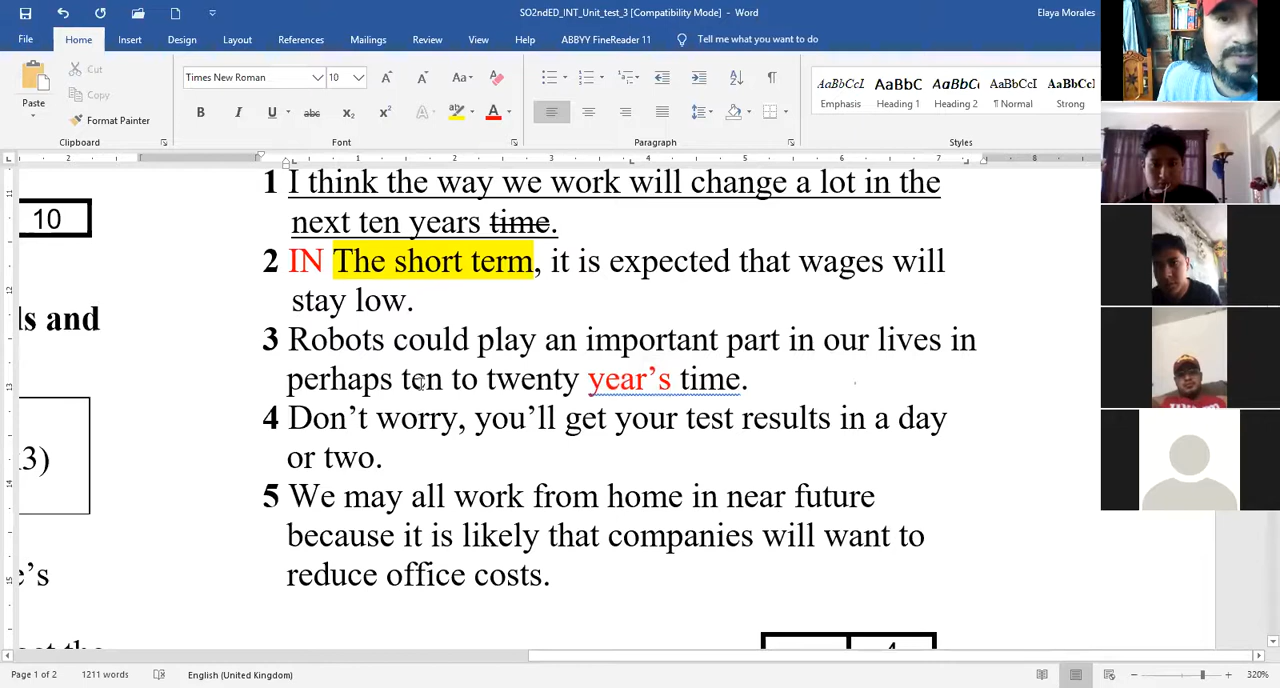 SO2ndED_INT_Unit_test_3 [Compatibility Mode] - Word
Elaya Morales
File Home Insert Design Layout References Mailings Review View Help ABBYY FineReader 11 Tell me what you want to do
Paste
Cut
Copy
Format Painter
Clipboard
Times New Roman 10
Font
Paragraph
AaBbCcI Emphasis
AaBbC Heading 1
AaBbCc Heading 2
AaBbCcI ¶ Normal
AaBbCcI Strong
Styles
10
ls and
3)
e's
1 I think the way we work will change a lot in the
next ten years time.
2 IN The short term, it is expected that wages will
stay low.
3 Robots could play an important part in our lives in
perhaps ten to twenty year's time.
4 Don't worry, you'll get your test results in a day
or two.
5 We may all work from home in near future
because it is likely that companies will want to
reduce office costs.
Page 1 of 2 1211 words English (United Kingdom) 320%